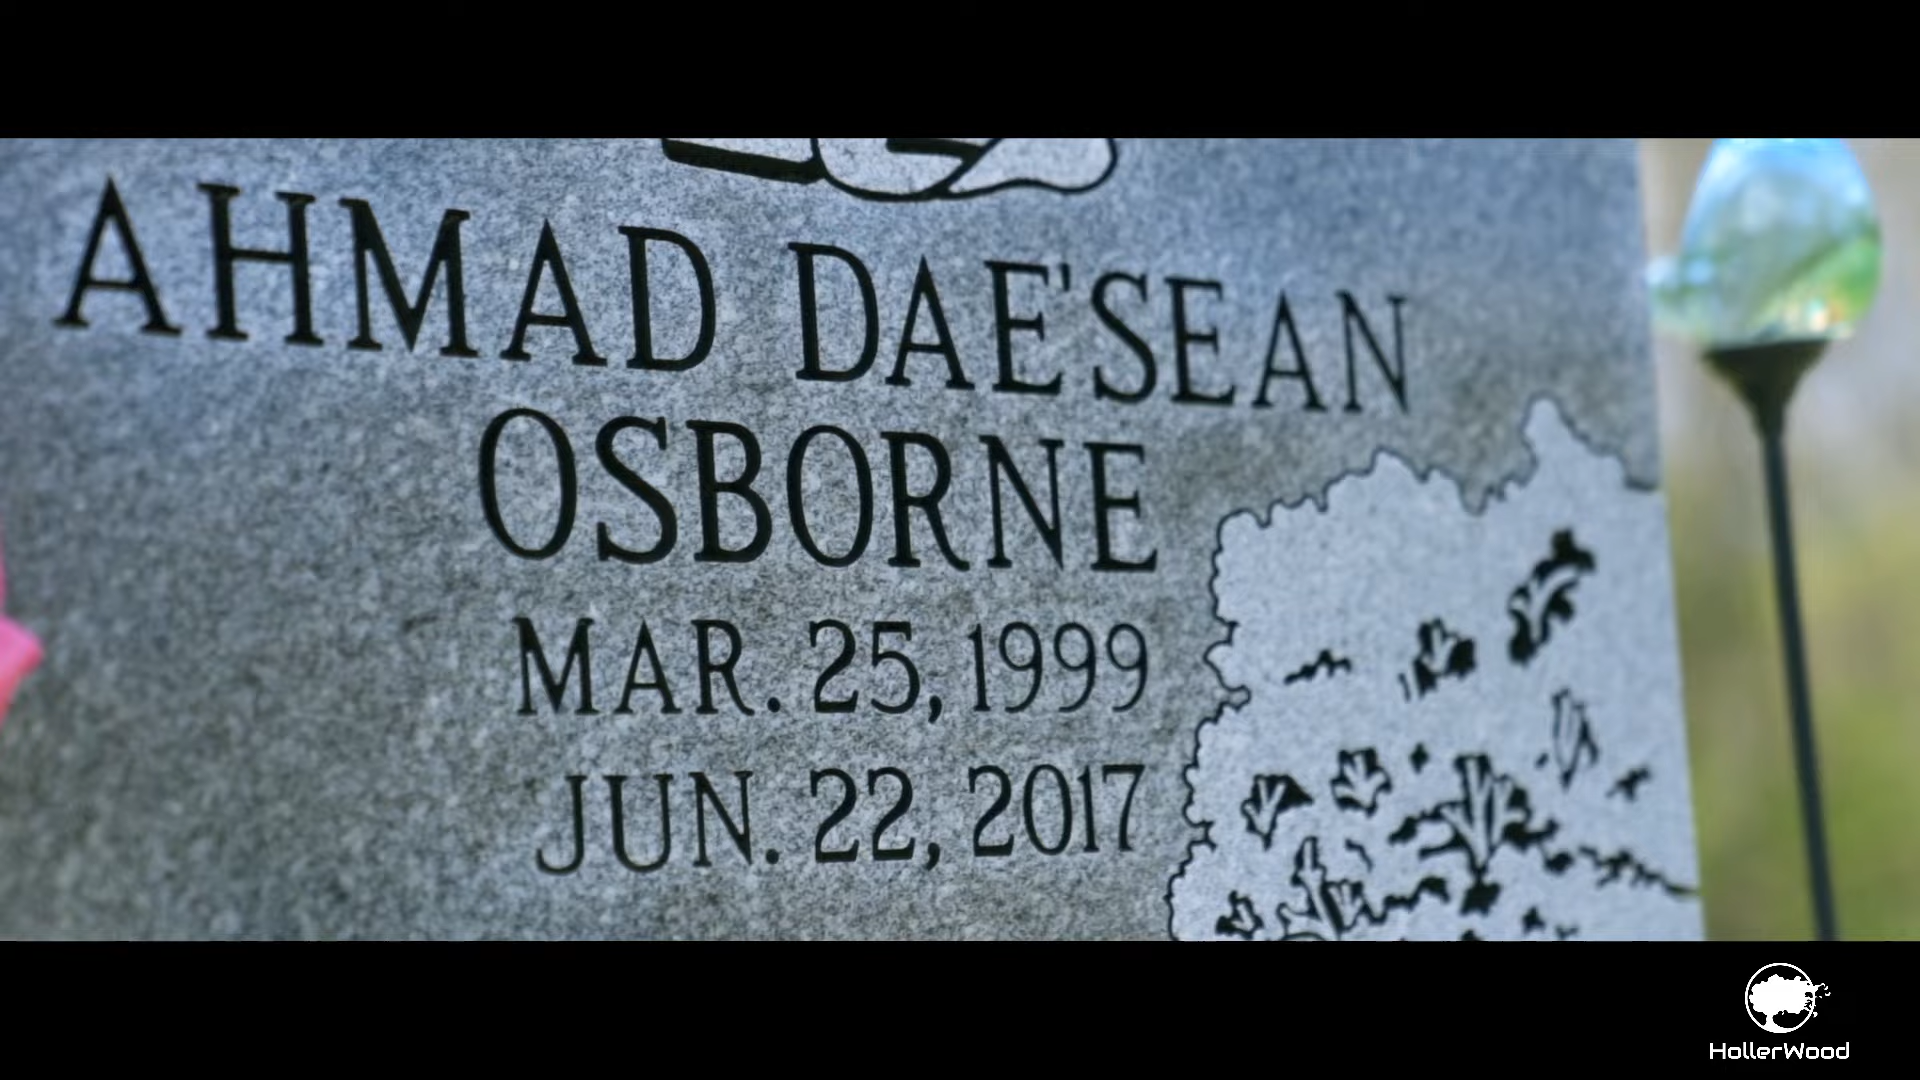 AHMAD DAE'SEAN
OSBORNE
MAR. 25, 1999
JUN. 22, 2017
HollerWood